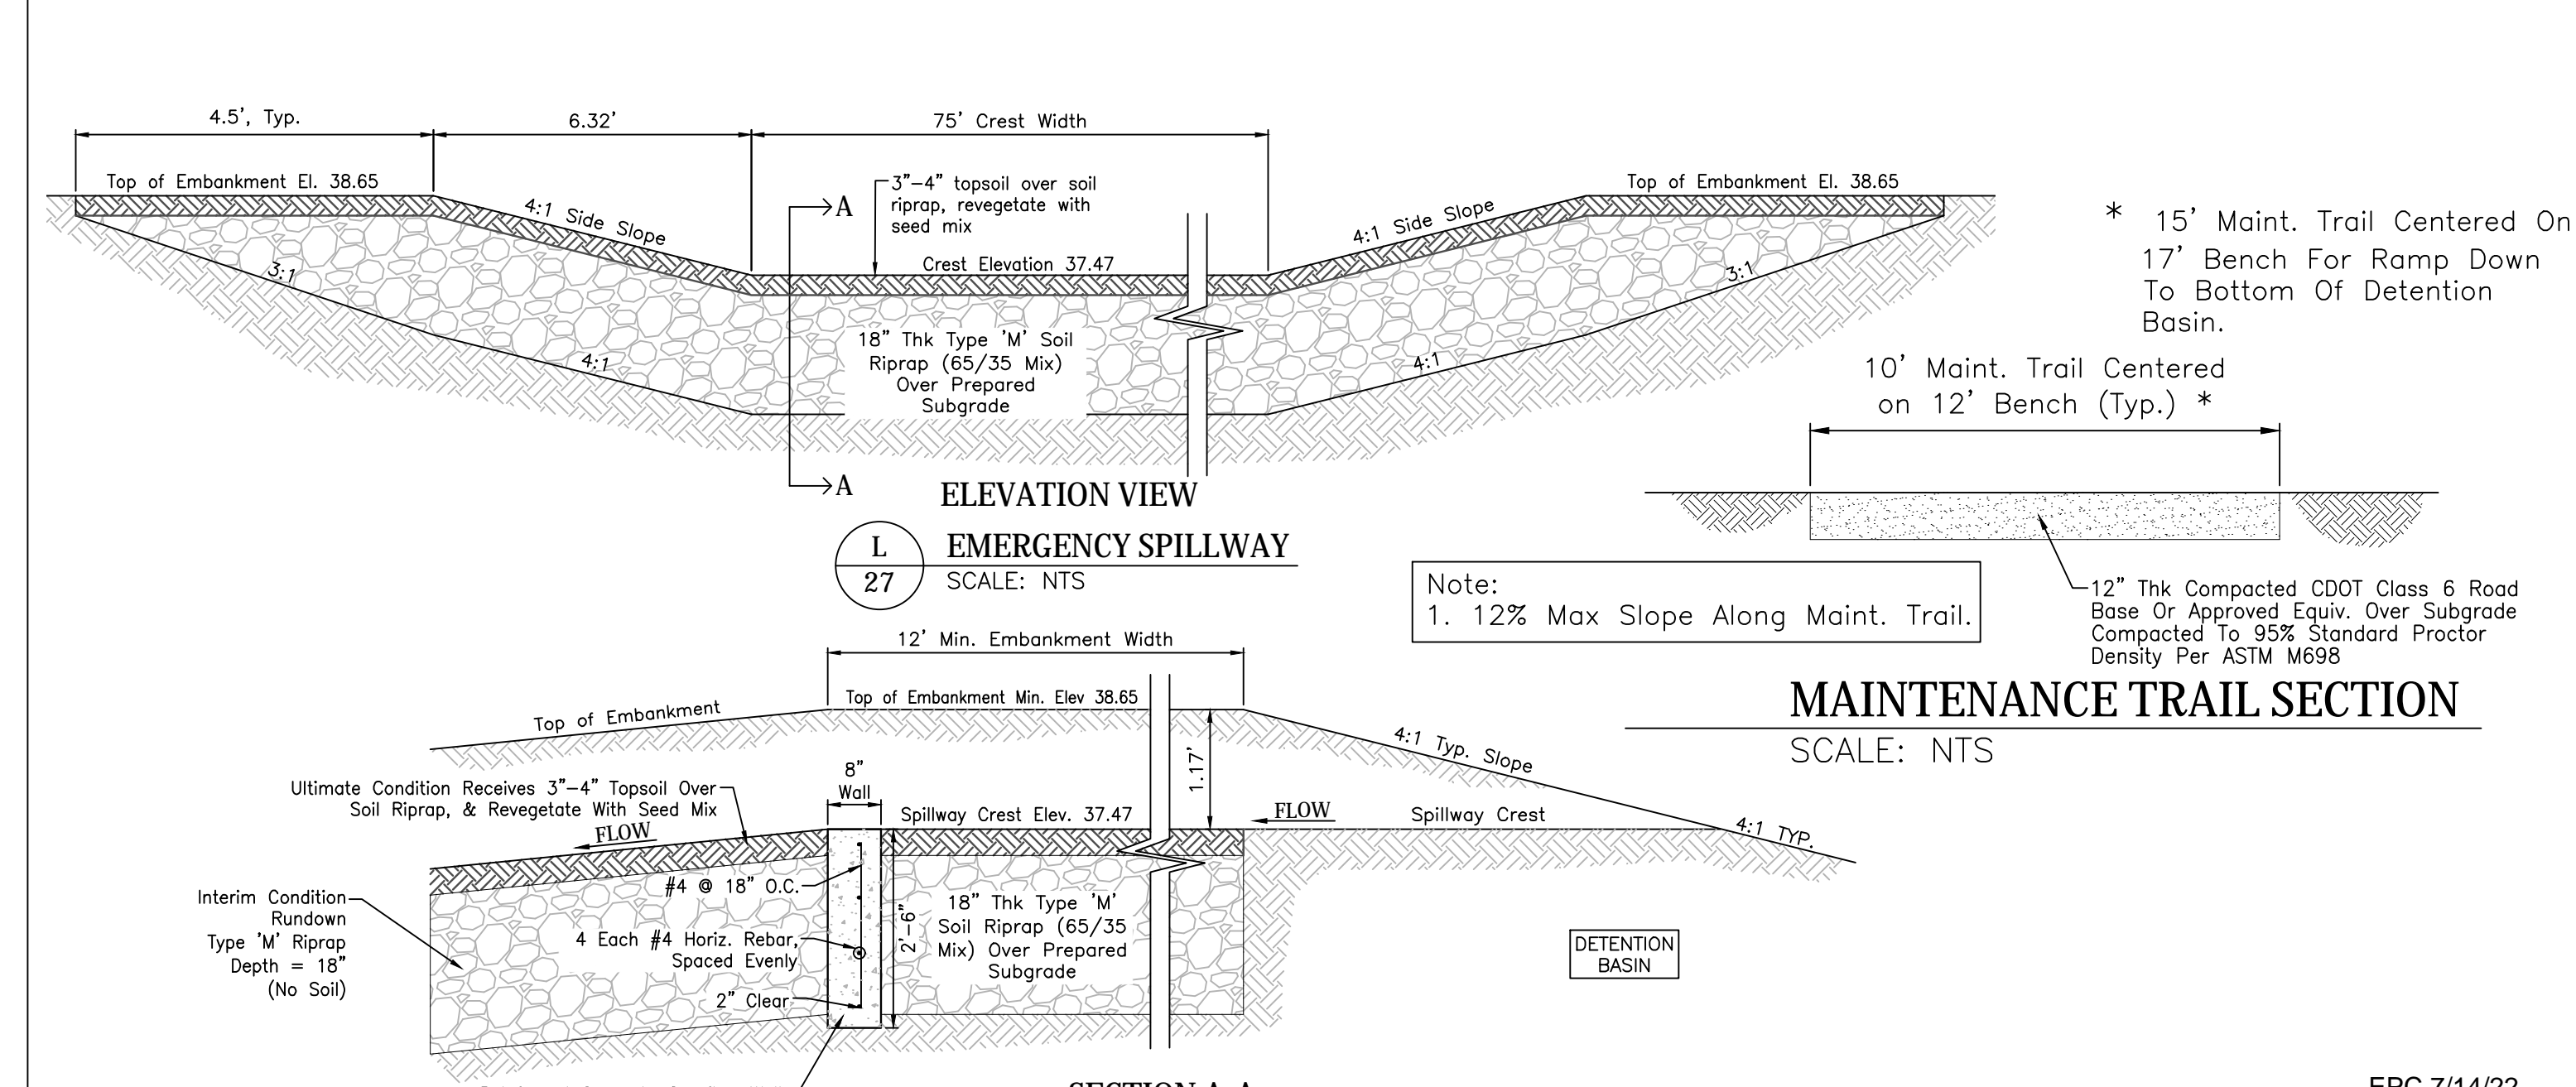 4.5', Typ.
6.32'
75' Crest Width
Top of Embankment El. 38.65
4:1 Side Slope
3"-4" topsoil over soil
riprap, revegetate with
seed mix
A
Crest Elevation 37.47
4:1 Side Slope
Top of Embankment El. 38.65
3:1
4:1
18" Thk Type 'M' Soil
Riprap (65/35 Mix)
Over Prepared
Subgrade
4:1
3:1
A
ELEVATION VIEW
L
27
EMERGENCY SPILLWAY
SCALE: NTS
* 15' Maint. Trail Centered On
17' Bench For Ramp Down
To Bottom Of Detention
Basin.
10' Maint. Trail Centered
on 12' Bench (Typ.) *
Note:
1. 12% Max Slope Along Maint. Trail.
12" Thk Compacted CDOT Class 6 Road
Base Or Approved Equiv. Over Subgrade
Compacted To 95% Standard Proctor
Density Per ASTM M698
MAINTENANCE TRAIL SECTION
SCALE: NTS
12' Min. Embankment Width
Top of Embankment
Top of Embankment Min. Elev 38.65
4:1 Typ. Slope
1.17'
Ultimate Condition Receives 3"-4" Topsoil Over
Soil Riprap, & Revegetate With Seed Mix
FLOW
8"
Wall
Spillway Crest Elev. 37.47
FLOW
Spillway Crest
4:1 TYP.
Interim Condition
Rundown
Type 'M' Riprap
Depth = 18"
(No Soil)
#4 @ 18" O.C.
4 Each #4 Horiz. Rebar,
Spaced Evenly
2" Clear
2'-6"
18" Thk Type 'M'
Soil Riprap (65/35
Mix) Over Prepared
Subgrade
DETENTION
BASIN
SECTION A-A
EPC 7/14/22